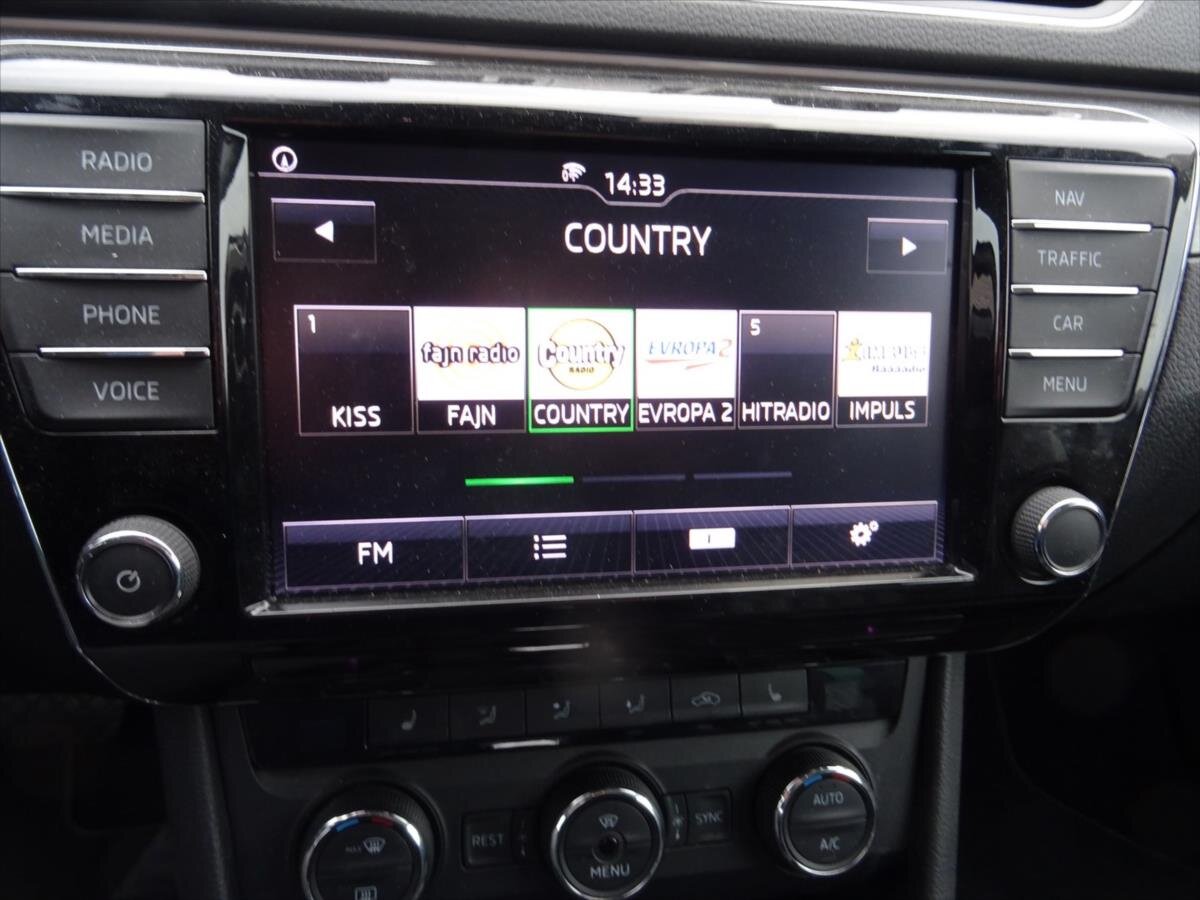 RADIO
MEDIA
PHONE
VOICE
14:33
COUNTRY
1
KISS
fajn radio
FAJN
Country
RADIO
COUNTRY
EVROPA 2
EVROPA 2
5
HITRADIO
IMPULS
FM
NAV
TRAFFIC
CAR
MENU
MAX
REST
MENU
SYNC
AUTO
A/C